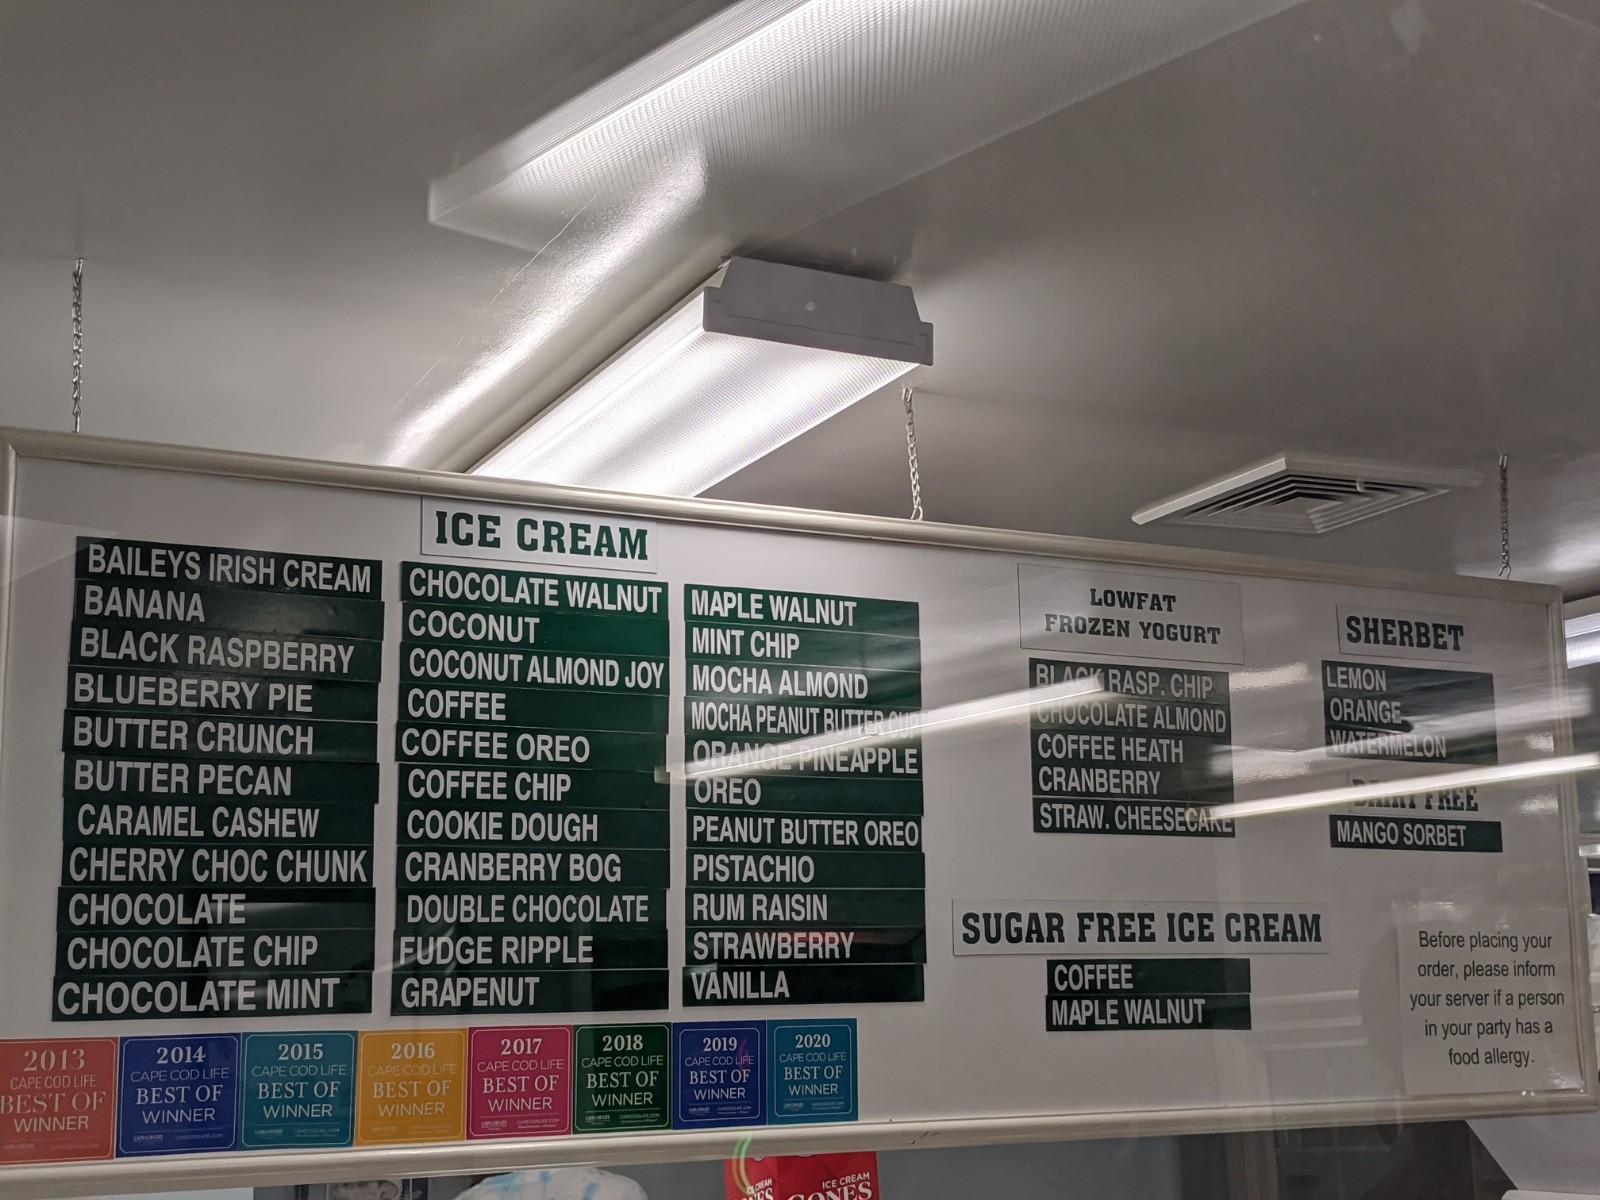 ICE CREAM
BAILEYS IRISH CREAM
BANANA
BLACK RASPBERRY
BLUEBERRY PIE
BUTTER CRUNCH
BUTTER PECAN
CARAMEL CASHEW
CHERRY CHOC CHUNK
CHOCOLATE
CHOCOLATE CHIP
CHOCOLATE MINT
CHOCOLATE WALNUT
COCONUT
COCONUT ALMOND JOY
COFFEE
COFFEE OREO
COFFEE CHIP
COOKIE DOUGH
CRANBERRY BOG
DOUBLE CHOCOLATE
FUDGE RIPPLE
GRAPENUT
MAPLE WALNUT
MINT CHIP
MOCHA ALMOND
MOCHA PEANUT BUTTER CUP
ORANGE PINEAPPLE
OREO
PEANUT BUTTER OREO
PISTACHIO
RUM RAISIN
STRAWBERRY
VANILLA
LOWFAT
FROZEN YOGURT
BLACK RASP. CHIP
CHOCOLATE ALMOND
COFFEE HEATH
CRANBERRY
STRAW. CHEESECAKE
SHERBET
LEMON
ORANGE
WATERMELON
DAIRY FREE
MANGO SORBET
SUGAR FREE ICE CREAM
COFFEE
MAPLE WALNUT
Before placing your
order, please inform
your server if a person
in your party has a
food allergy.
2013
CAPE COD LIFE
BEST OF
WINNER
2014
CAPE COD LIFE
BEST OF
WINNER
2015
CAPE COD LIFE
BEST OF
WINNER
2016
CAPE COD LIFE
BEST OF
WINNER
2017
CAPE COD LIFE
BEST OF
WINNER
2018
CAPE COD LIFE
BEST OF
WINNER
2019
CAPE COD LIFE
BEST OF
WINNER
2020
CAPE COD LIFE
BEST OF
WINNER
ICE CREAM
CONES